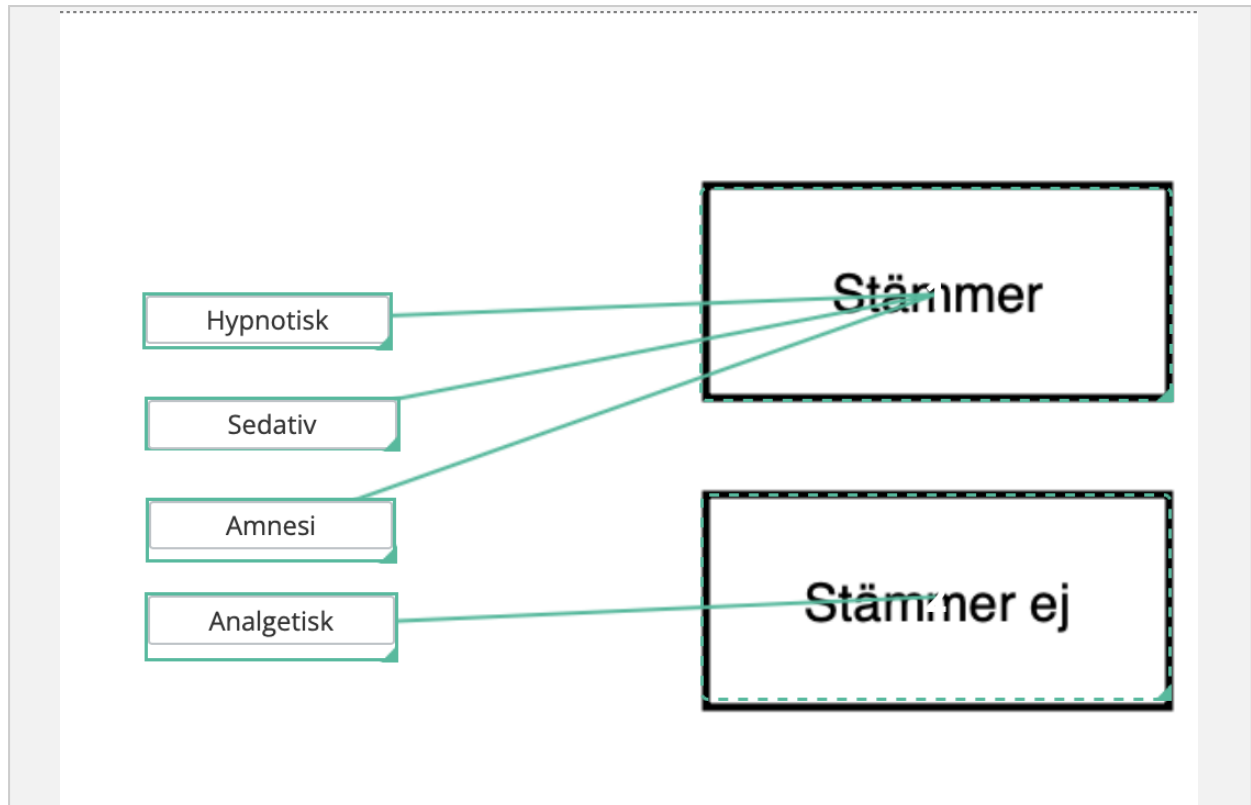 Hypnotisk
Sedativ
Amnesi
Analgetisk
Stämmer
Stämmer ej